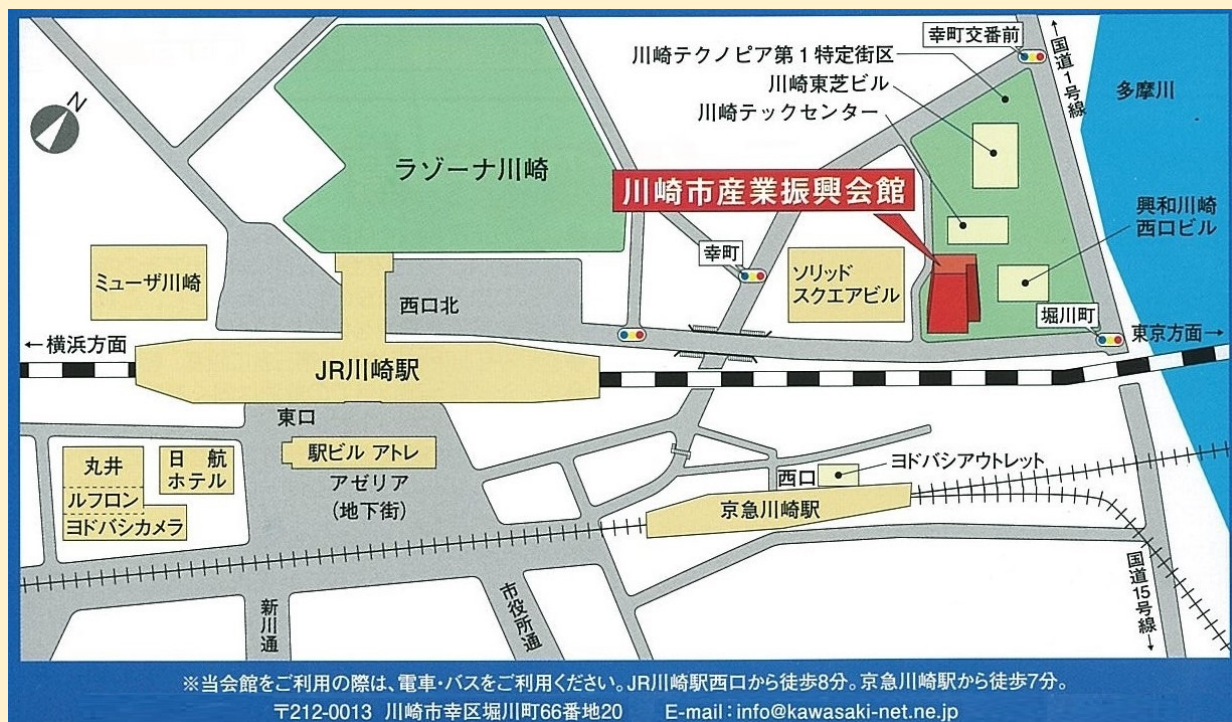 幸町交番前
川崎テクノピア第1特定街区
川崎東芝ビル
川崎テックセンター
↑国道1号線
多摩川
N
ラゾーナ川崎
川崎市産業振興会館
興和川崎
西口ビル
幸町
ソリッド
スクエアビル
ミューザ川崎
西口北
堀川町
←横浜方面
東京方面→
JR川崎駅
東口
丸井
ルフロン
ヨドバシカメラ
日航
ホテル
駅ビル アトレ
アゼリア
(地下街)
西口
ヨドバシアウトレット
京急川崎駅
新川通
市役所通
国道15号線↓
※当会館をご利用の際は、電車・バスをご利用ください。JR川崎駅西口から徒歩8分。京急川崎駅から徒歩7分。
〒212-0013 川崎市幸区堀川町66番地20 E-mail:info@kawasaki-net.ne.jp